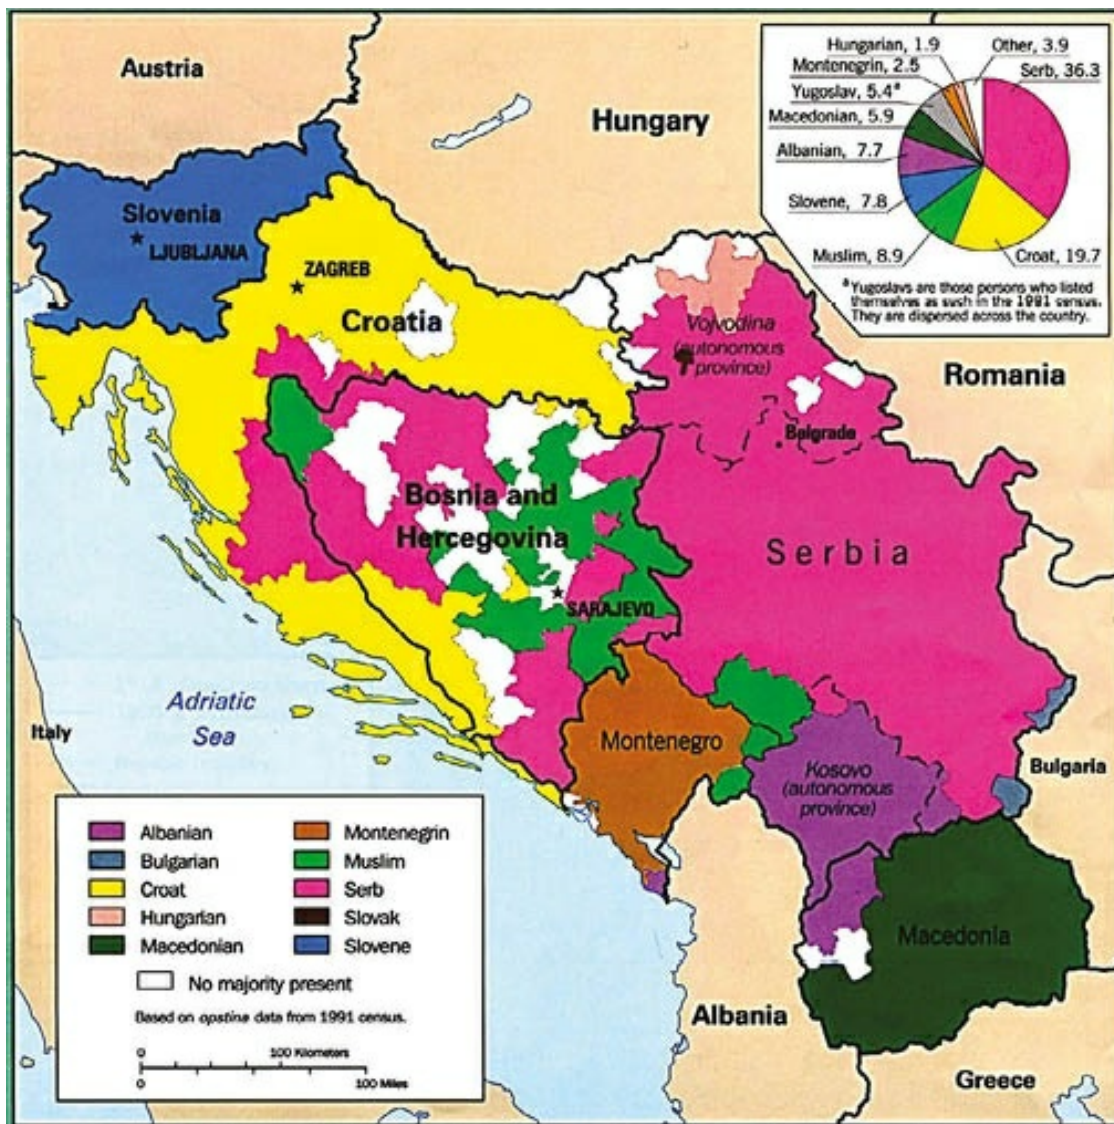 Austria
Hungary
Hungarian, 1.9
Other, 3.9
Montenegrin, 2.5
Serb, 36.3
Yugoslav, 5.4a
Macedonian, 5.9
Albanian, 7.7
Slovene, 7.8
Muslim, 8.9
Croat, 19.7
a Yugoslavs are those persons who listed
themselves as such in the 1991 census.
They are dispersed across the country.
Slovenia
LJUBLJANA
ZAGREB
Croatia
Vojvodina
(autonomous
province)
Romania
Belgrade
Bosnia and
Hercegovina
Serbia
SARAJEVO
Adriatic
Sea
Italy
Montenegro
Kosovo
(autonomous
province)
Bulgaria
Macedonia
Albania
Greece
Albanian
Montenegrin
Bulgarian
Muslim
Croat
Serb
Hungarian
Slovak
Macedonian
Slovene
No majority present
Based on opstina data from 1991 census.
0 100 Kilometers
0 100 Miles